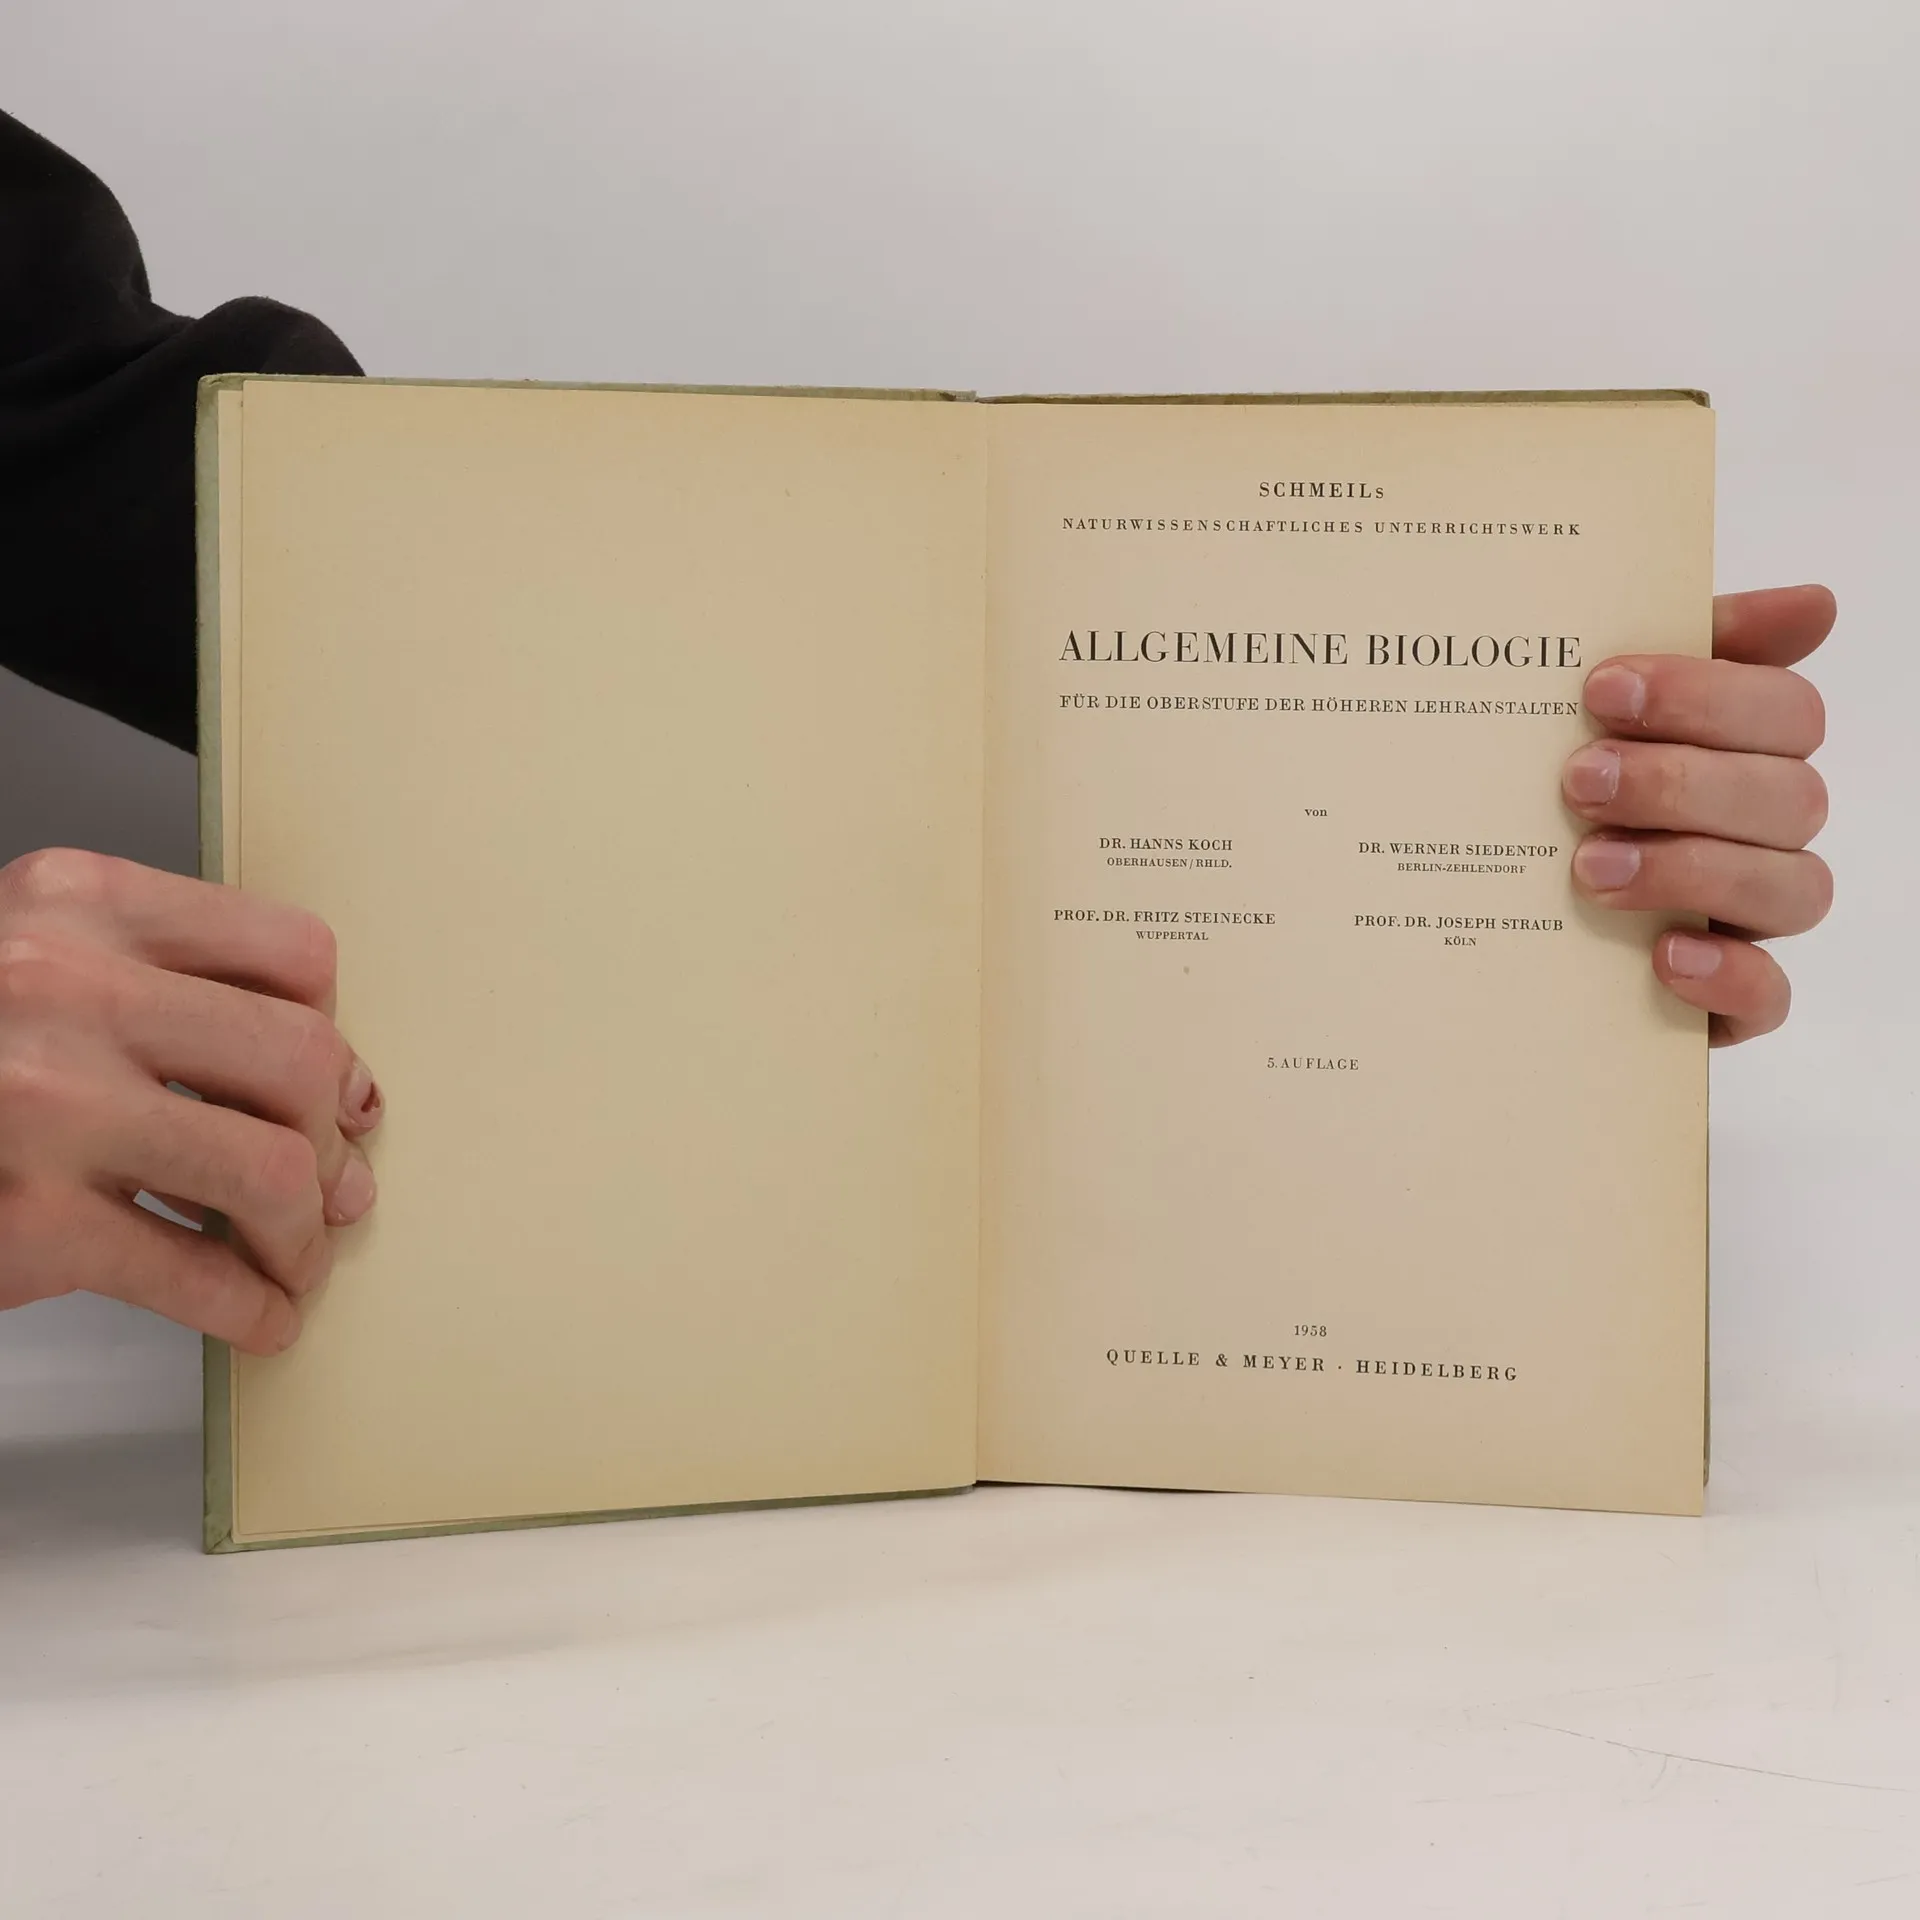 SCHMEILs
NATURWISSENSCHAFTLICHES UNTERRICHTSWERK
ALLGEMEINE BIOLOGIE
FÜR DIE OBERSTUFE DER HÖHEREN LEHRANSTALTEN
von
DR. HANNS KOCH
OBERHAUSEN/RHLD.
DR. WERNER SIEDENTOP
BERLIN-ZEHLENDORF
PROF. DR. FRITZ STEINECKE
WUPPERTAL
PROF. DR. JOSEPH STRAUB
KÖLN
5. AUFLAGE
1958
QUELLE & MEYER · HEIDELBERG